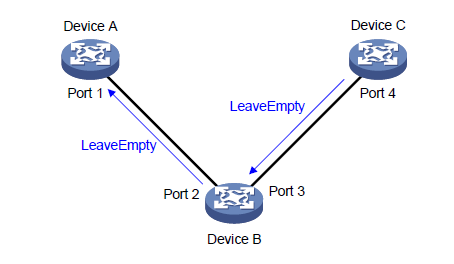 Device A
Device C
Port 1
Port 4
LeaveEmpty
LeaveEmpty
Port 2
Port 3
Device B